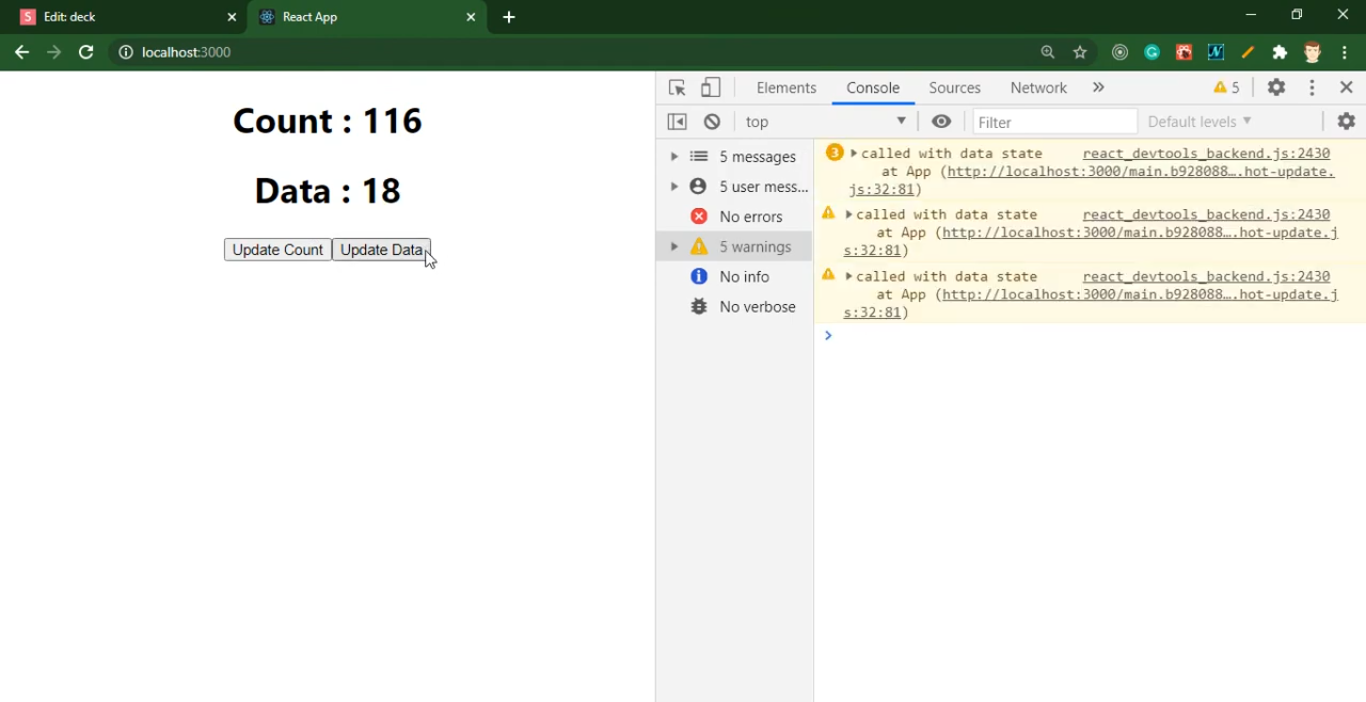 Edit: deck
React App
localhost:3000
Count : 116
Data : 18
Update Count Update Data
Elements Console Sources Network » 5
top Filter Default levels
5 messages
5 user mess...
No errors
5 warnings
No info
No verbose
3 called with data state react_devtools_backend.js:2430
at App (http://localhost:3000/main.b928088….hot-update.
js:32:81)
called with data state react_devtools_backend.js:2430
at App (http://localhost:3000/main.b928088….hot-update.j
s:32:81)
called with data state react_devtools_backend.js:2430
at App (http://localhost:3000/main.b928088….hot-update.j
s:32:81)